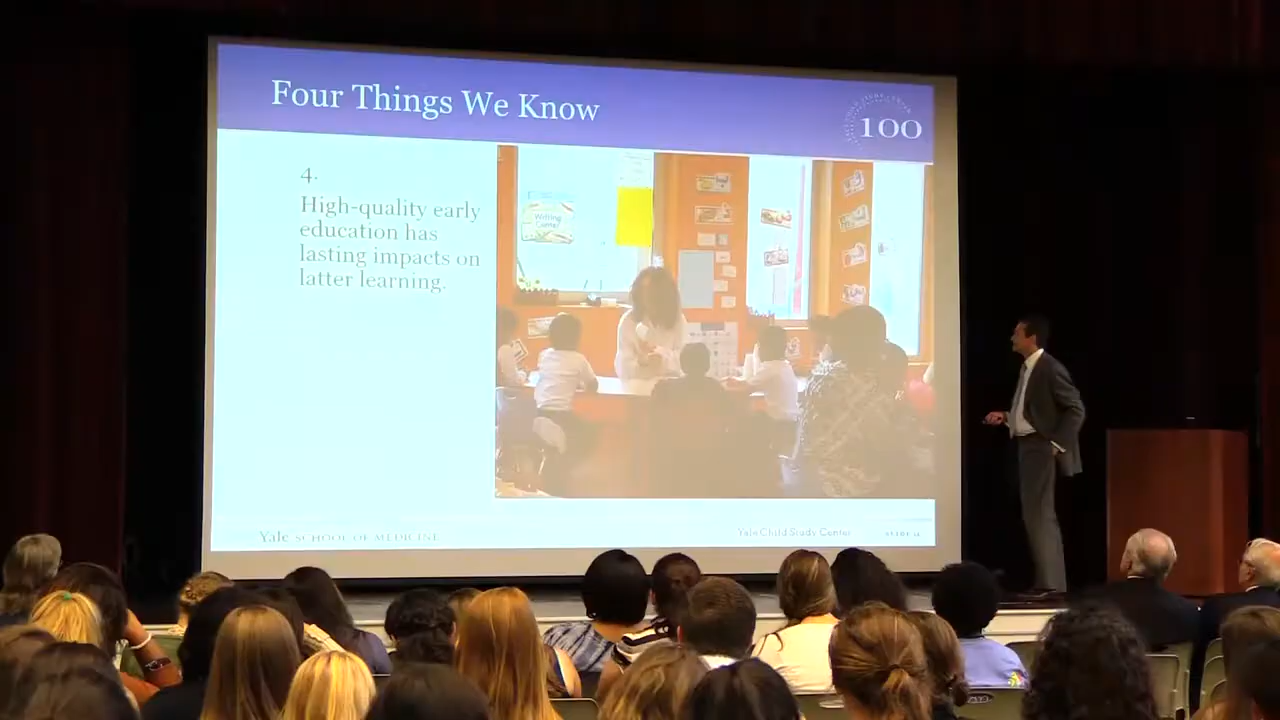 Four Things We Know
100
4.
High-quality early
education has
lasting impacts on
latter learning.
Writing
Center
Yale SCHOOL OF MEDICINE
Yale Child Study Center